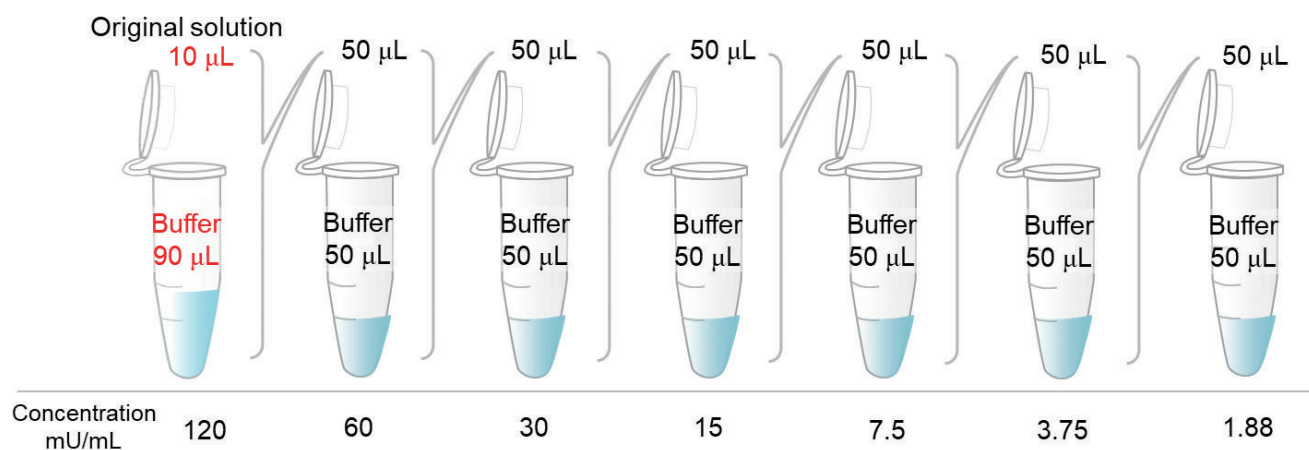 Original solution
10 μL 50 μL 50 μL 50 μL 50 μL 50 μL 50 μL
Buffer Buffer Buffer Buffer Buffer Buffer Buffer
90 μL 50 μL 50 μL 50 μL 50 μL 50 μL 50 μL
Concentration
mU/mL 120 60 30 15 7.5 3.75 1.88